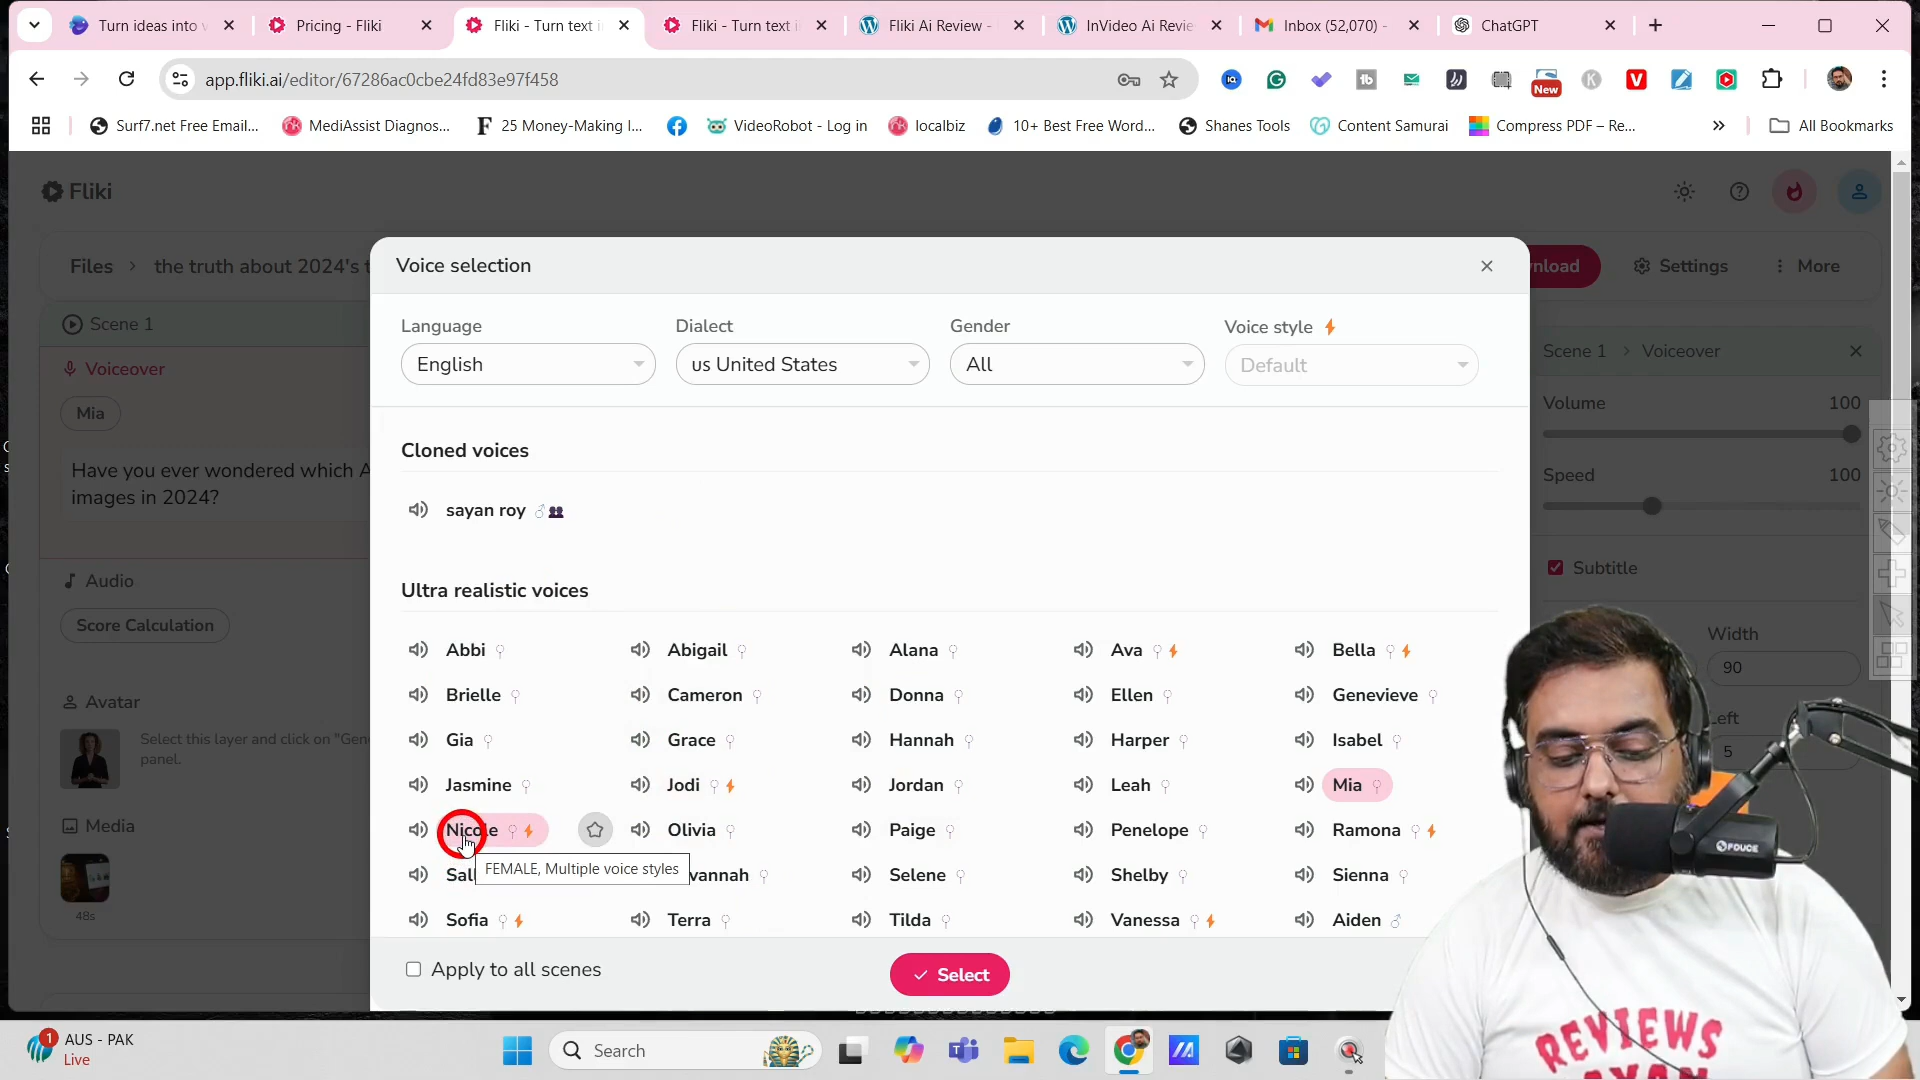 Turn ideas into v
Pricing - Fliki
Fliki - Turn text i
Fliki - Turn text i
Fliki Ai Review -
InVideo Ai Revie
Inbox (52,070) -
ChatGPT
app.fliki.ai/editor/67286ac0cbe24fd83e97f458
New
Surf7.net Free Email...
MediAssist Diagnos...
25 Money-Making I...
VideoRobot - Log in
localbiz
10+ Best Free Word...
Shanes Tools
Content Samurai
Compress PDF – Re...
All Bookmarks
Fliki
Files > the truth about 2024's t
nload
Settings
More
Voice selection
Scene 1
Voiceover
Mia
Have you ever wondered which A
images in 2024?
Audio
Score Calculation
Avatar
Select this layer and click on "Gen
panel.
Media
48s
Language
Dialect
Gender
Voice style
English
us United States
All
Default
Cloned voices
sayan roy
Ultra realistic voices
Abbi
Abigail
Alana
Ava
Bella
Brielle
Cameron
Donna
Ellen
Genevieve
Gia
Grace
Hannah
Harper
Isabel
Jasmine
Jodi
Jordan
Leah
Mia
Nicole
Olivia
Paige
Penelope
Ramona
FEMALE, Multiple voice styles
Sal
vannah
Selene
Shelby
Sienna
Sofia
Terra
Tilda
Vanessa
Aiden
Apply to all scenes
Select
Scene 1 > Voiceover
Volume 100
Speed 100
Subtitle
Width
90
Left
5
FDUCE
REVIEWS
1
AUS - PAK
Live
Search